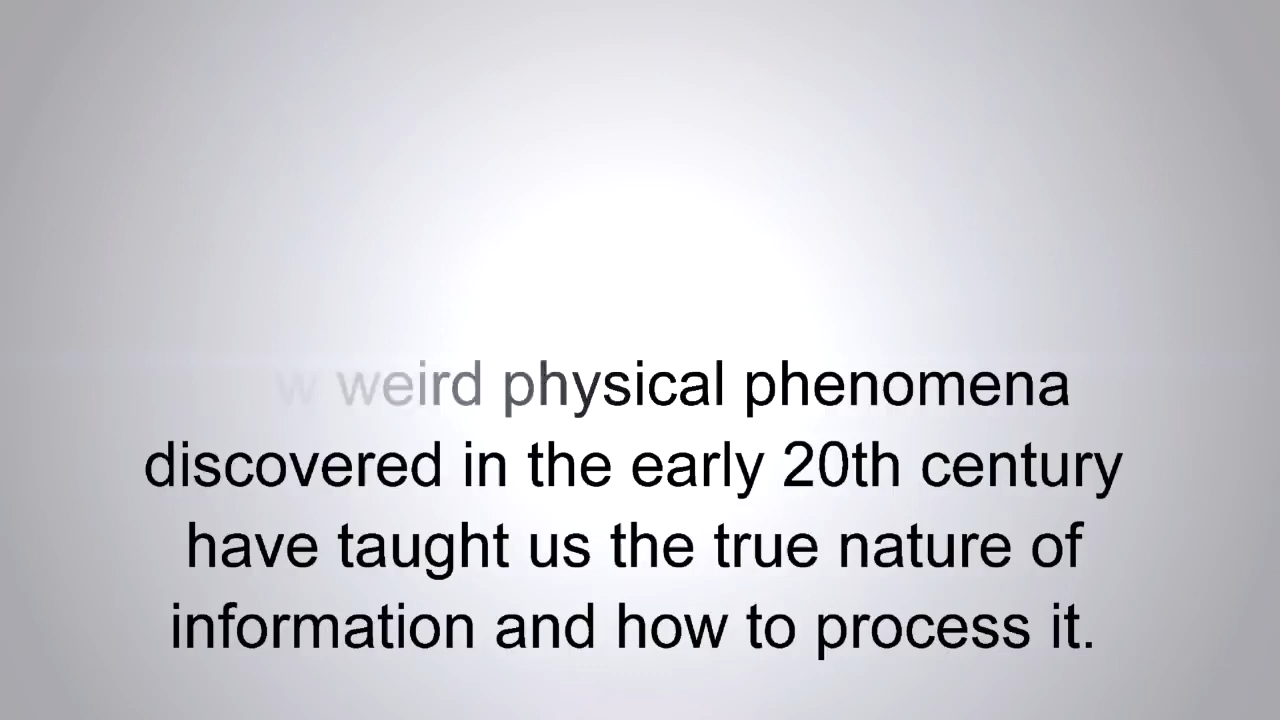 weird physical phenomena
discovered in the early 20th century
have taught us the true nature of
information and how to process it.